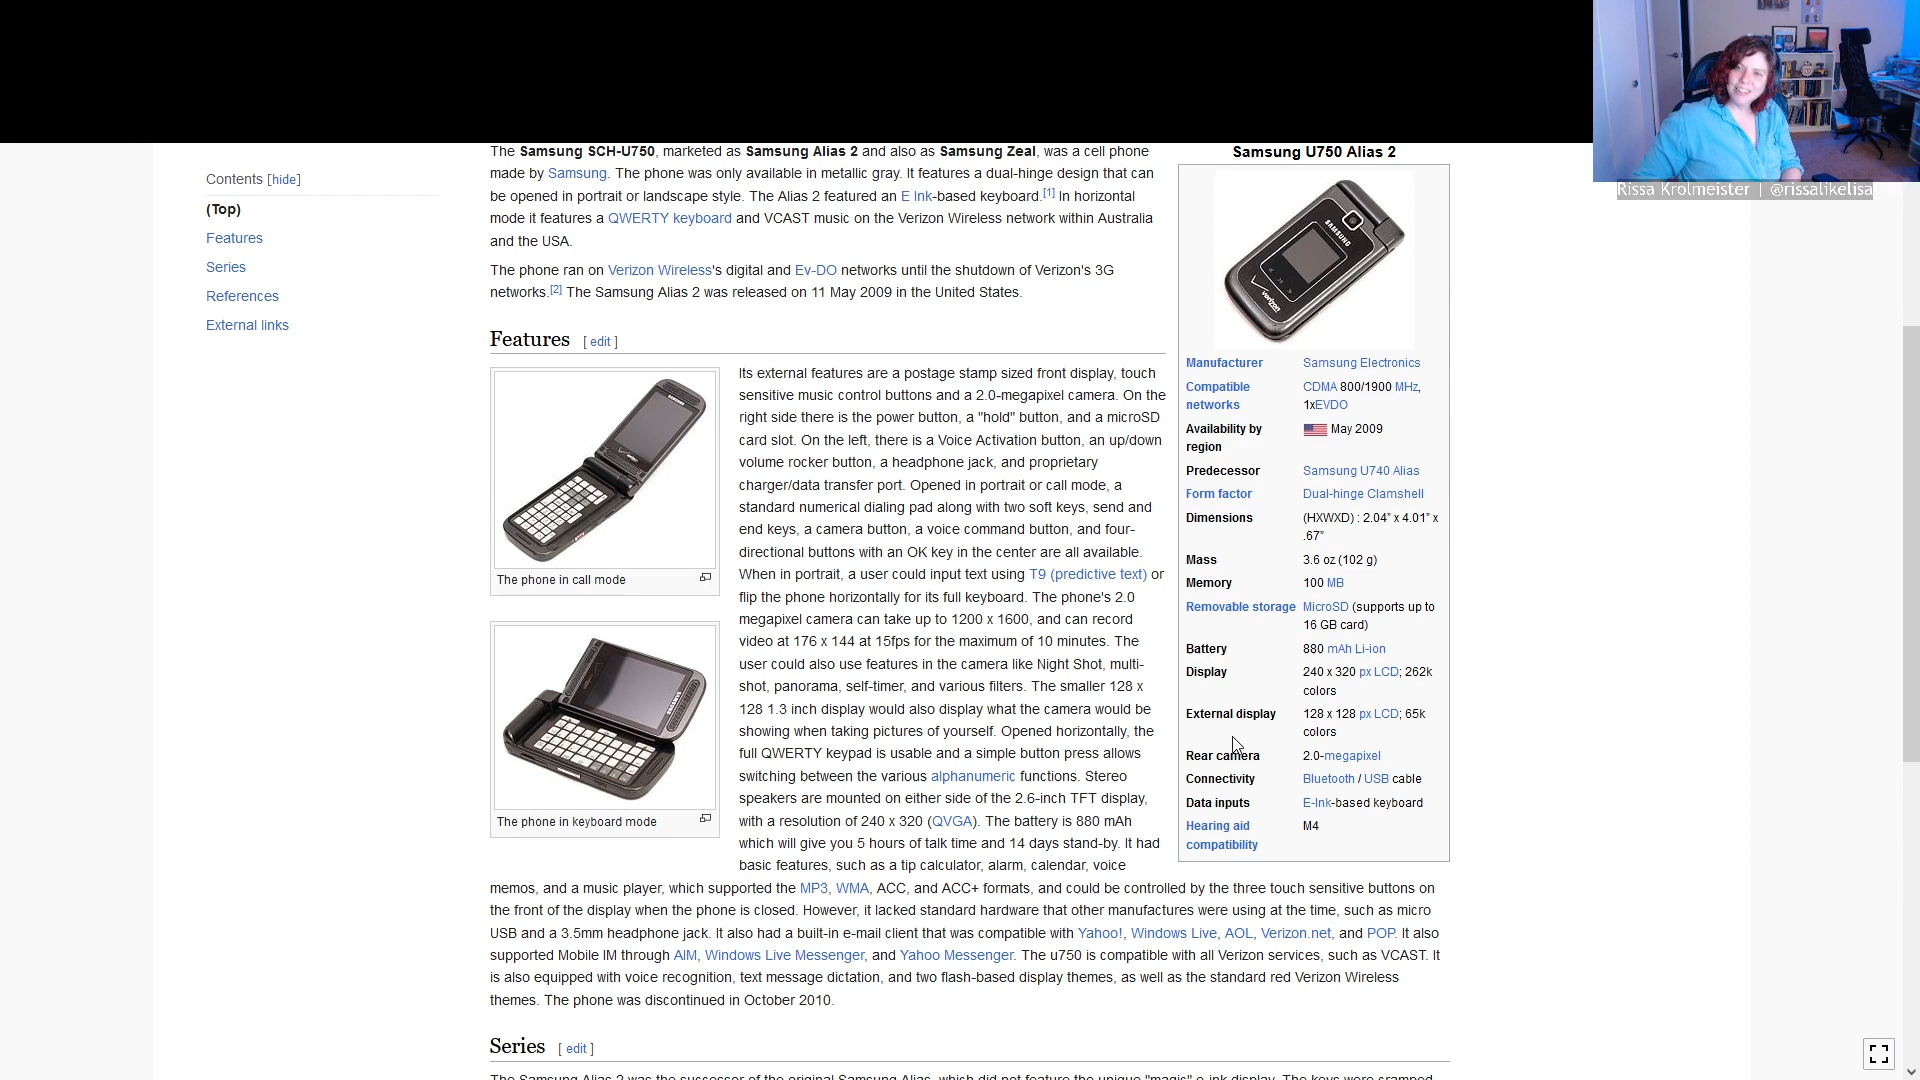 Rissa Krolmeister | @rissalikelisa
Contents [hide]
(Top)
Features
Series
References
External links
The Samsung SCH-U750, marketed as Samsung Alias 2 and also as Samsung Zeal, was a cell phone
made by Samsung. The phone was only available in metallic gray. It features a dual-hinge design that can
be opened in portrait or landscape style. The Alias 2 featured an E Ink-based keyboard.[1] In horizontal
mode it features a QWERTY keyboard and VCAST music on the Verizon Wireless network within Australia
and the USA.
The phone ran on Verizon Wireless's digital and Ev-DO networks until the shutdown of Verizon's 3G
networks.[2] The Samsung Alias 2 was released on 11 May 2009 in the United States.
Features [ edit ]
The phone in call mode
The phone in keyboard mode
Its external features are a postage stamp sized front display, touch
sensitive music control buttons and a 2.0-megapixel camera. On the
right side there is the power button, a "hold" button, and a microSD
card slot. On the left, there is a Voice Activation button, an up/down
volume rocker button, a headphone jack, and proprietary
charger/data transfer port. Opened in portrait or call mode, a
standard numerical dialing pad along with two soft keys, send and
end keys, a camera button, a voice command button, and four-
directional buttons with an OK key in the center are all available.
When in portrait, a user could input text using T9 (predictive text) or
flip the phone horizontally for its full keyboard. The phone's 2.0
megapixel camera can take up to 1200 x 1600, and can record
video at 176 x 144 at 15fps for the maximum of 10 minutes. The
user could also use features in the camera like Night Shot, multi-
shot, panorama, self-timer, and various filters. The smaller 128 x
128 1.3 inch display would also display what the camera would be
showing when taking pictures of yourself. Opened horizontally, the
full QWERTY keypad is usable and a simple button press allows
switching between the various alphanumeric functions. Stereo
speakers are mounted on either side of the 2.6-inch TFT display,
with a resolution of 240 x 320 (QVGA). The battery is 880 mAh
which will give you 5 hours of talk time and 14 days stand-by. It had
basic features, such as a tip calculator, alarm, calendar, voice
memos, and a music player, which supported the MP3, WMA, ACC, and ACC+ formats, and could be controlled by the three touch sensitive buttons on
the front of the display when the phone is closed. However, it lacked standard hardware that other manufactures were using at the time, such as micro
USB and a 3.5mm headphone jack. It also had a built-in e-mail client that was compatible with Yahoo!, Windows Live, AOL, Verizon.net, and POP. It also
supported Mobile IM through AIM, Windows Live Messenger, and Yahoo Messenger. The u750 is compatible with all Verizon services, such as VCAST. It
is also equipped with voice recognition, text message dictation, and two flash-based display themes, as well as the standard red Verizon Wireless
themes. The phone was discontinued in October 2010.
Series [ edit ]
The Samsung Alias 2 was the successor of the original Samsung Alias, which did not feature the unique "magic" e-ink display. The keys were cramped
Samsung U750 Alias 2
SAMSUNG
verizon
Manufacturer Samsung Electronics
Compatible networks CDMA 800/1900 MHz, 1xEVDO
Availability by region May 2009
Predecessor Samsung U740 Alias
Form factor Dual-hinge Clamshell
Dimensions (HXWXD) : 2.04” x 4.01” x .67”
Mass 3.6 oz (102 g)
Memory 100 MB
Removable storage MicroSD (supports up to 16 GB card)
Battery 880 mAh Li-ion
Display 240 x 320 px LCD; 262k colors
External display 128 x 128 px LCD; 65k colors
Rear camera 2.0-megapixel
Connectivity Bluetooth / USB cable
Data inputs E-Ink-based keyboard
Hearing aid compatibility M4